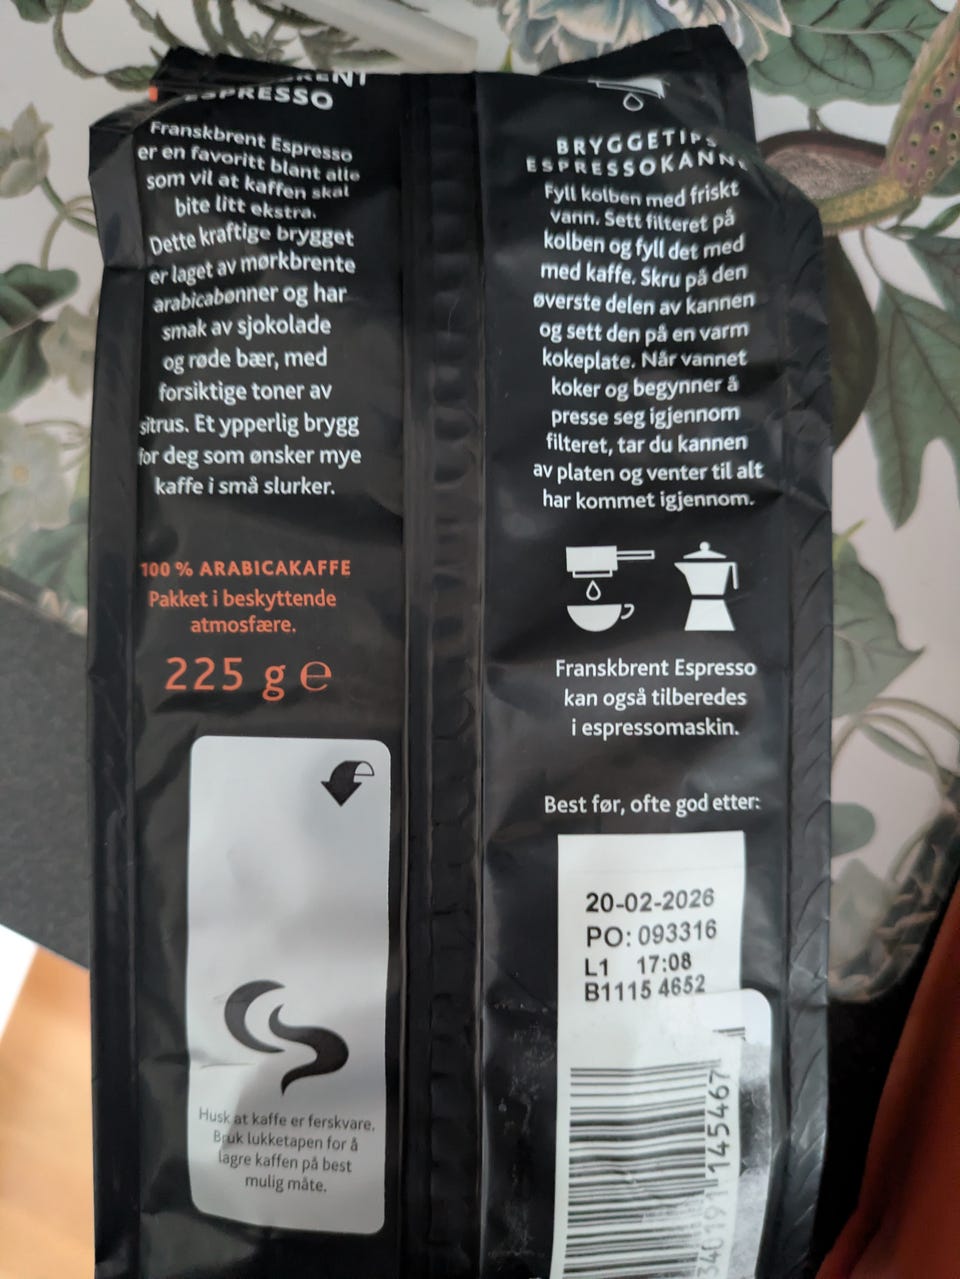 ESPRESSO
Franskbrent Espresso
er en favoritt blant alle
som vil at kaffen skal
bite litt ekstra.
Dette kraftige brygget
er laget av mørkbrente
arabicabønner og har
smak av sjokolade
og røde bær, med
forsiktige toner av
sitrus. Et ypperlig brygg
for deg som ønsker mye
kaffe i små slurker.
100 % ARABICAKAFFE
Pakket i beskyttende
atmosfære.
225 g ℮
Husk at kaffe er ferskvare.
Bruk lukketapen for å
lagre kaffen på best
mulig måte.
BRYGGETIPS
ESPRESSOKANNE
Fyll kolben med friskt
vann. Sett filteret på
kolben og fyll det med
med kaffe. Skru på den
øverste delen av kannen
og sett den på en varm
kokeplate. Når vannet
koker og begynner å
presse seg igjennom
filteret, tar du kannen
av platen og venter til alt
har kommet igjennom.
Franskbrent Espresso
kan også tilberedes
i espressomaskin.
Best før, ofte god etter:
20-02-2026
PO: 093316
L1 17:08
B1115 4652
145467